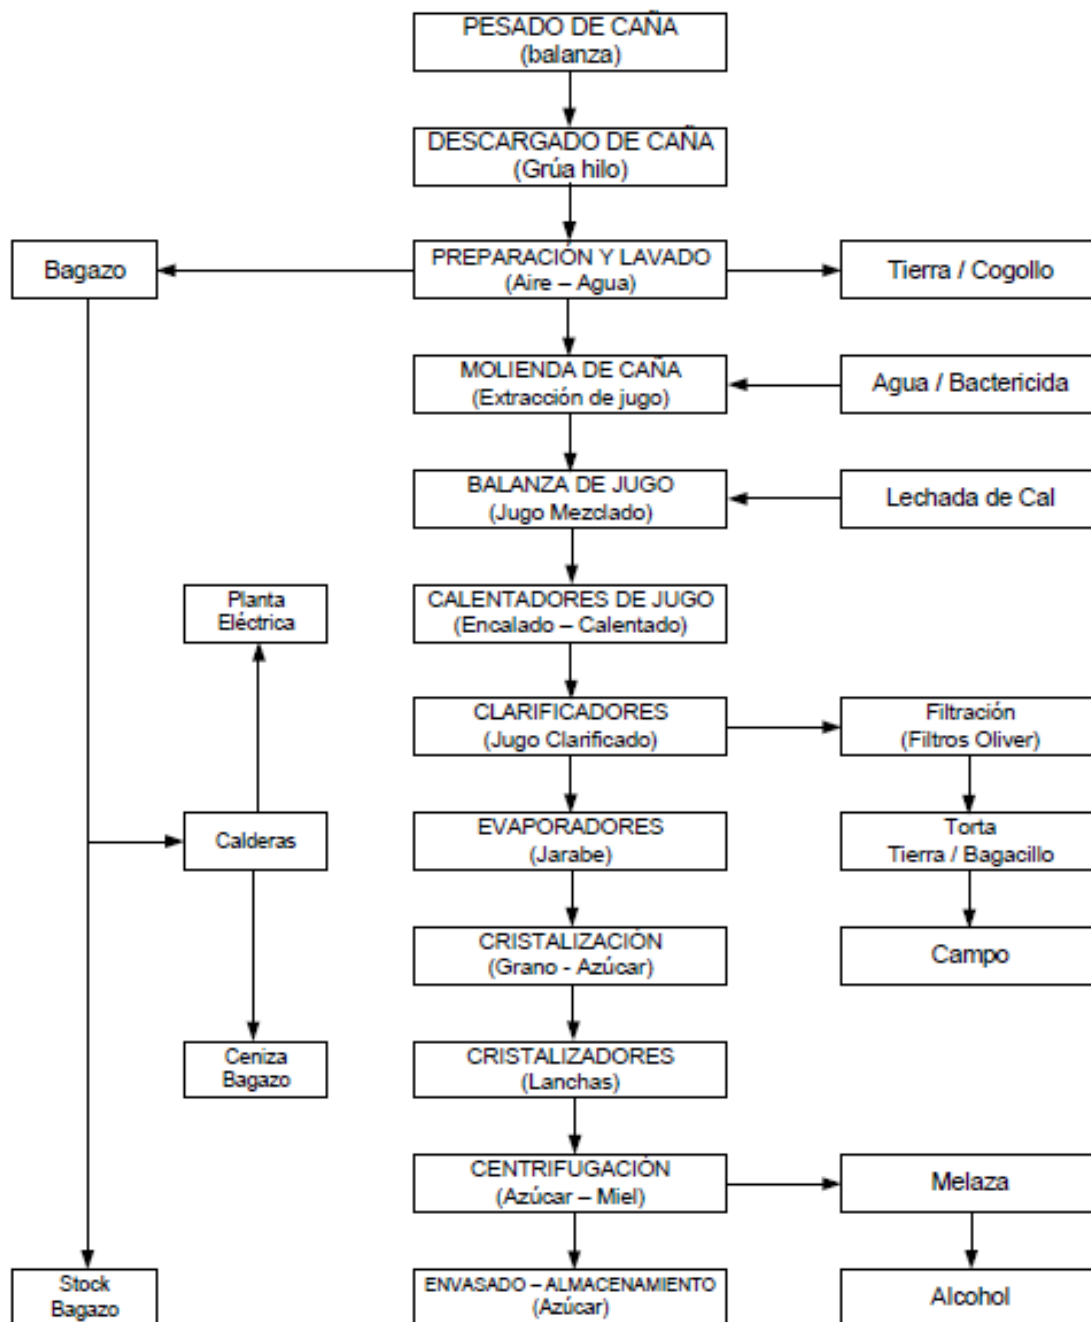 PESADO DE CAÑA
(balanza)
DESCARGADO DE CAÑA
(Grúa hilo)
Bagazo
PREPARACIÓN Y LAVADO
(Aire – Agua)
Tierra / Cogollo
MOLIENDA DE CAÑA
(Extracción de jugo)
Agua / Bactericida
BALANZA DE JUGO
(Jugo Mezclado)
Lechada de Cal
Planta
Eléctrica
CALENTADORES DE JUGO
(Encalado – Calentado)
CLARIFICADORES
(Jugo Clarificado)
Filtración
(Filtros Oliver)
Calderas
EVAPORADORES
(Jarabe)
Torta
Tierra / Bagacillo
CRISTALIZACIÓN
(Grano - Azúcar)
Campo
Ceniza
Bagazo
CRISTALIZADORES
(Lanchas)
CENTRIFUGACIÓN
(Azúcar – Miel)
Melaza
Stock
Bagazo
ENVASADO – ALMACENAMIENTO
(Azúcar)
Alcohol